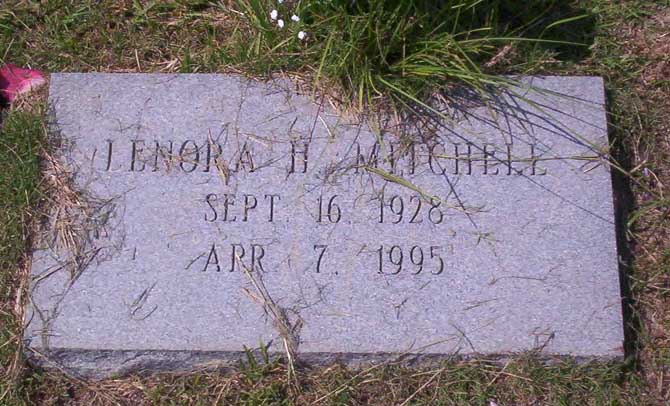 LENORA H. MITCHELL
SEPT. 16, 1928
APR. 7, 1995